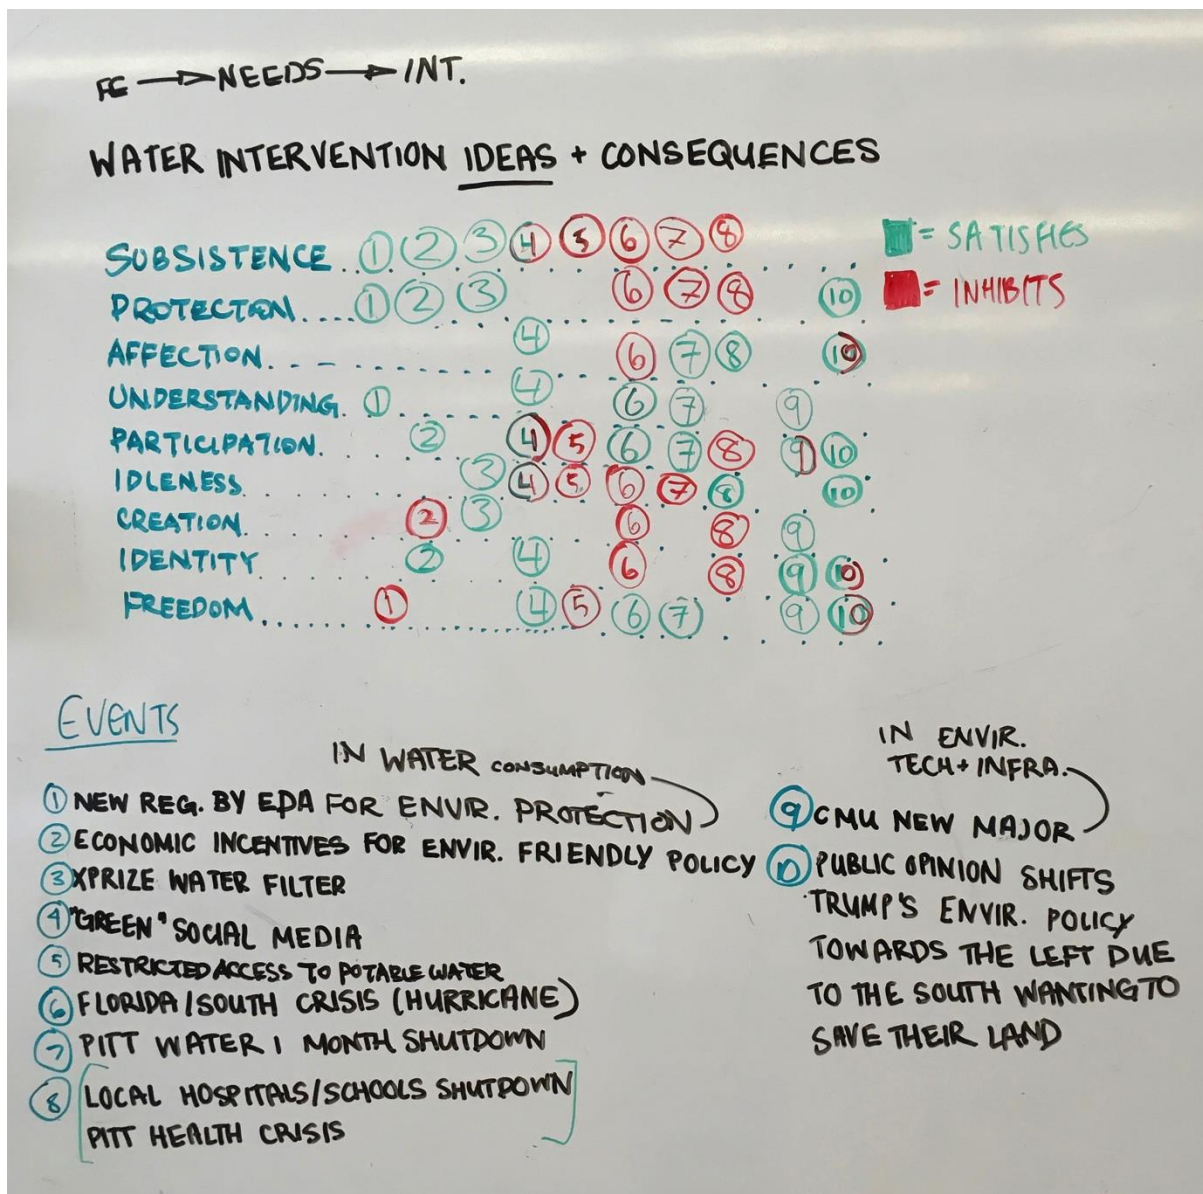 FE → NEEDS → INT.
WATER INTERVENTION IDEAS + CONSEQUENCES
SUBSISTENCE.. ① ② ③ ④ ⑤ ⑥ ⑦ ⑧
■ = SATISFIES
PROTECTION.... ① ② ③ ⑥ ⑦ ⑧ ⑩
■ = INHIBITS
AFFECTION. ④ ⑥ ⑦ ⑧ ⑩
UNDERSTANDING. ① ④ ⑥ ⑦ ⑨
PARTICIPATION. ② ④ ⑤ ⑥ ⑦ ⑧ ⑨ ⑩
IDLENESS ③ ④ ⑤ ⑥ ⑦ ⑧ ⑩
CREATION. ② ③ ⑥ ⑧ ⑨
IDENTITY ② ④ ⑥ ⑧ ⑨ ⑩
FREEDOM... ① ④ ⑤ ⑥ ⑦ ⑨ ⑩
EVENTS
IN WATER CONSUMPTION
① NEW REG. BY EPA FOR ENVIR. PROTECTION
② ECONOMIC INCENTIVES FOR ENVIR. FRIENDLY POLICY
③ XPRIZE WATER FILTER
④ "GREEN" SOCIAL MEDIA
⑤ RESTRICTED ACCESS TO POTABLE WATER
⑥ FLORIDA/SOUTH CRISIS (HURRICANE)
⑦ PITT WATER 1 MONTH SHUTDOWN
⑧ [LOCAL HOSPITALS/SCHOOLS SHUTDOWN
PITT HEALTH CRISIS]
IN ENVIR.
TECH + INFRA.
⑨ CMU NEW MAJOR
⑩ PUBLIC OPINION SHIFTS
TRUMP'S ENVIR. POLICY
TOWARDS THE LEFT DUE
TO THE SOUTH WANTING TO
SAVE THEIR LAND